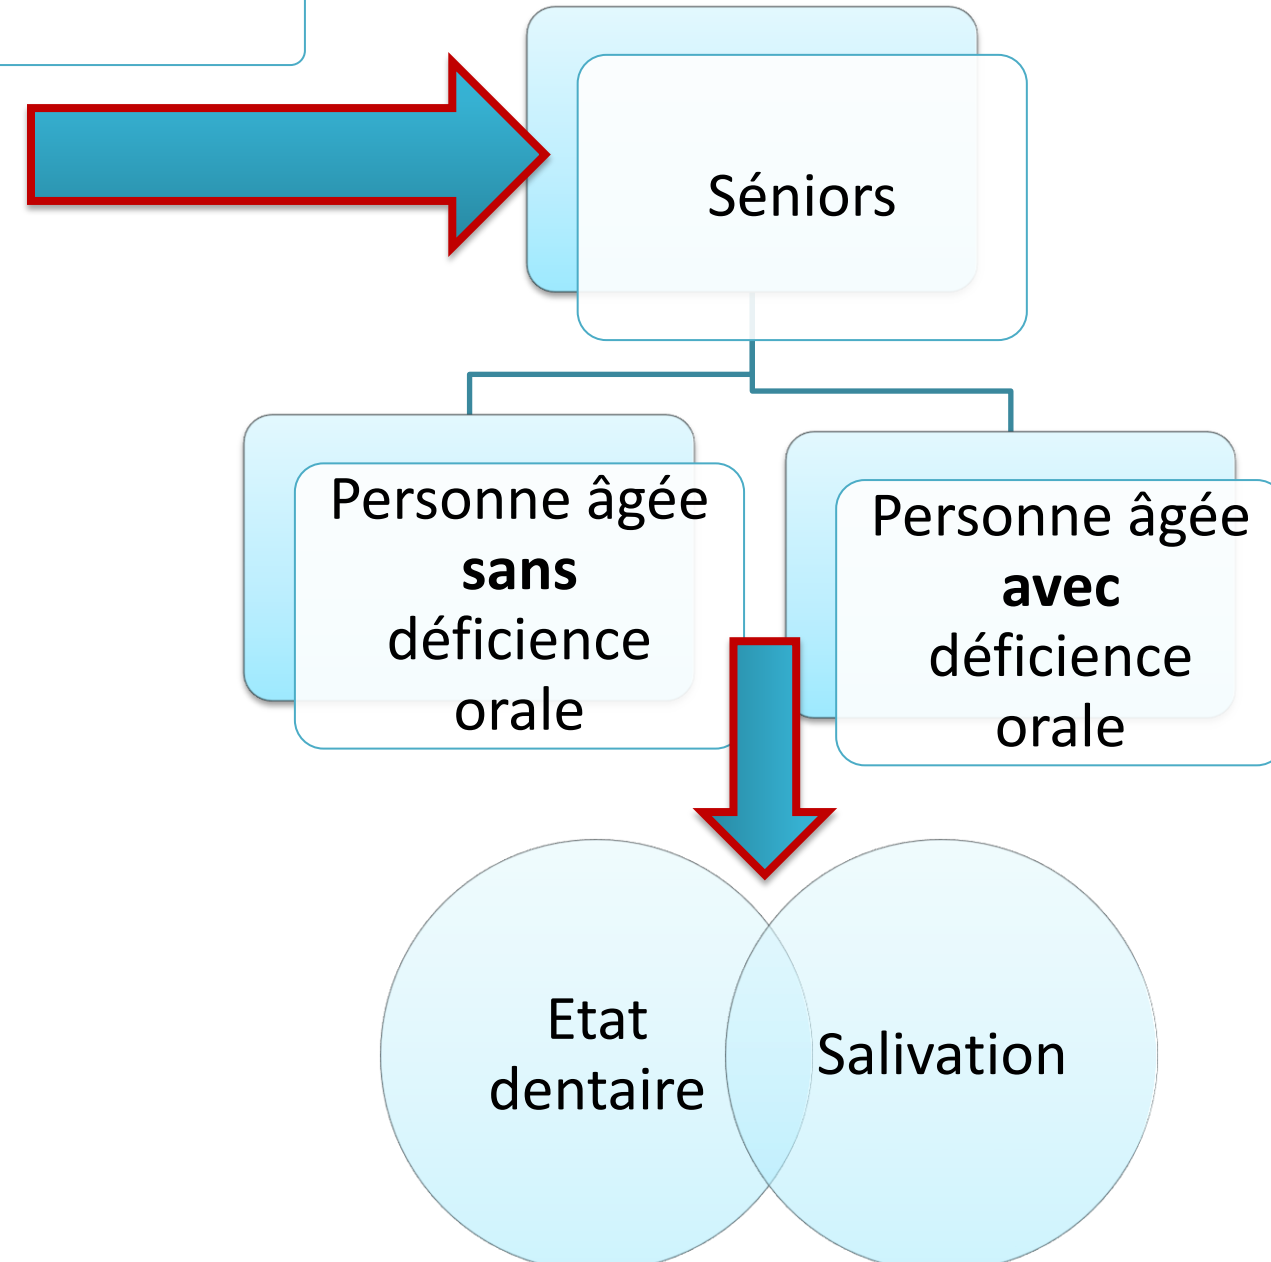 Séniors
Personne âgée
sans
déficience
orale
Personne âgée
avec
déficience
orale
Etat
dentaire
Salivation